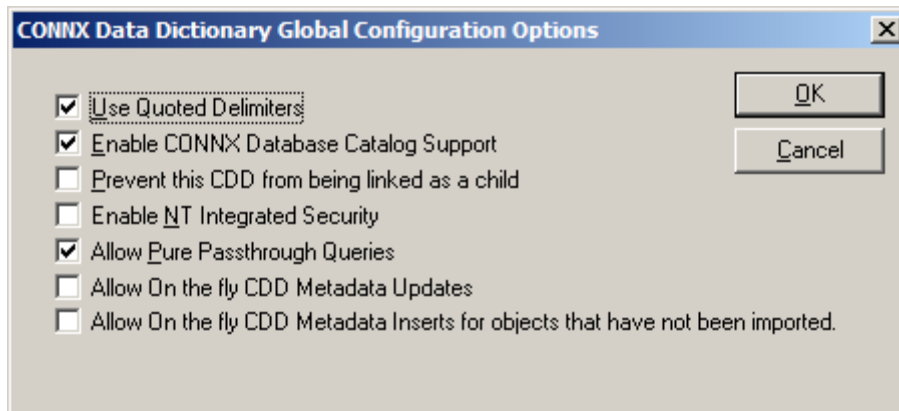 CONNX Data Dictionary Global Configuration Options
Use Quoted Delimiters
OK
Enable CONNX Database Catalog Support
Cancel
Prevent this CDD from being linked as a child
Enable NT Integrated Security
Allow Pure Passthrough Queries
Allow On the fly CDD Metadata Updates
Allow On the fly CDD Metadata Inserts for objects that have not been imported.